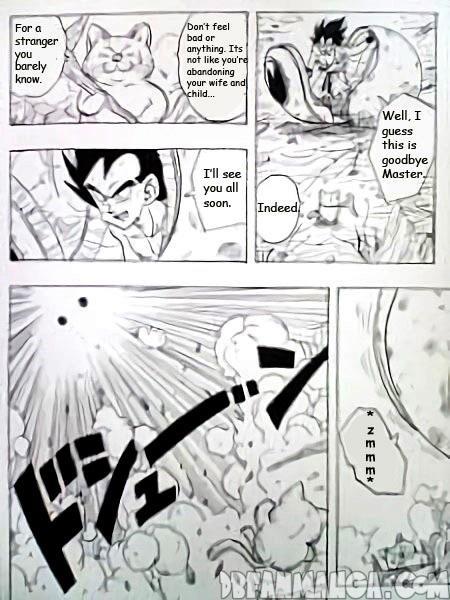 Well, I
guess
this is
goodbye
Master.
Indeed.
Don't feel
bad or
anything. Its
not like you're
abandoning
your wife and
child...
For a
stranger
you
barely
know.
I'll see
you all
soon.
*
z
m
m
m
*
ドシューン
DBFANMANGA.COM